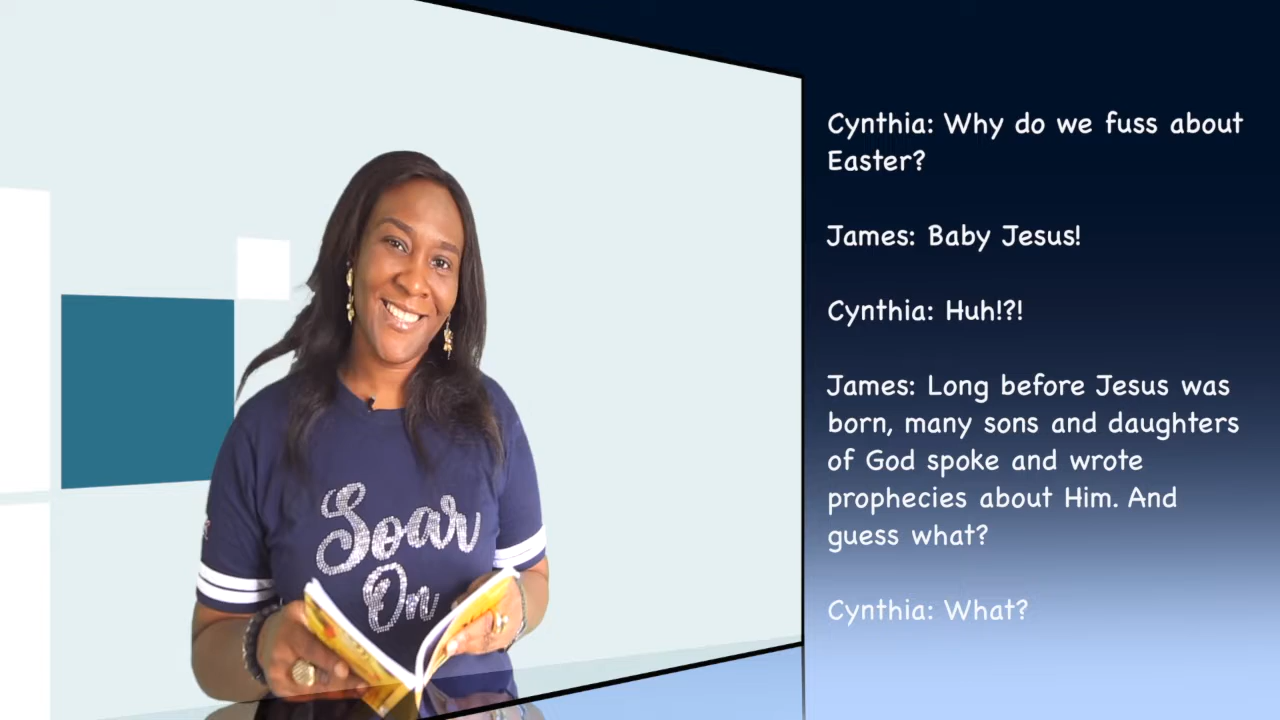 Soar
On
Cynthia: Why do we fuss about
Easter?
James: Baby Jesus!
Cynthia: Huh!?!
James: Long before Jesus was
born, many sons and daughters
of God spoke and wrote
prophecies about Him. And
guess what?
Cynthia: What?